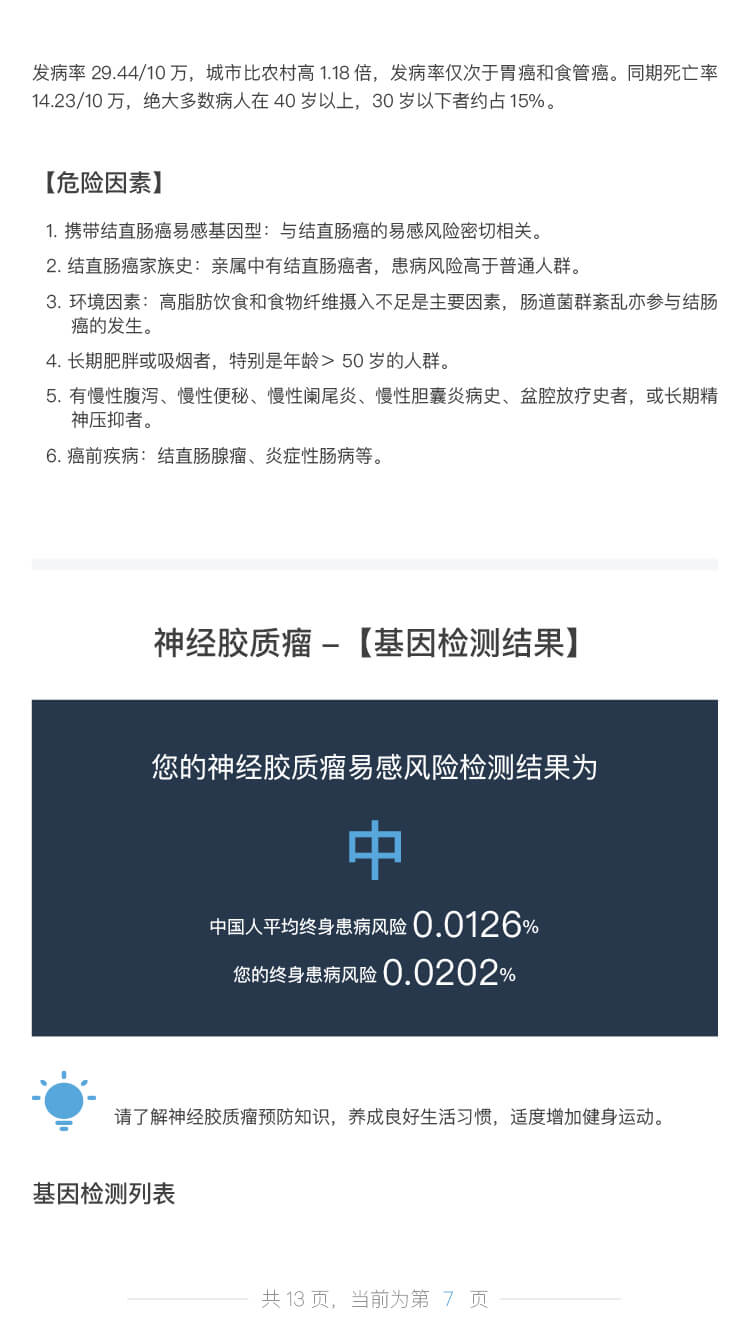 发病率 29.44/10 万，城市比农村高 1.18 倍，发病率仅次于胃癌和食管癌。同期死亡率
14.23/10 万，绝大多数病人在 40 岁以上，30 岁以下者约占 15%。
【危险因素】
1. 携带结直肠癌易感基因型：与结直肠癌的易感风险密切相关。
2. 结直肠癌家族史：亲属中有结直肠癌者，患病风险高于普通人群。
3. 环境因素：高脂肪饮食和食物纤维摄入不足是主要因素，肠道菌群紊乱亦参与结肠
癌的发生。
4. 长期肥胖或吸烟者，特别是年龄＞ 50 岁的人群。
5. 有慢性腹泻、慢性便秘、慢性阑尾炎、慢性胆囊炎病史、盆腔放疗史者，或长期精
神压抑者。
6. 癌前疾病：结直肠腺瘤、炎症性肠病等。
神经胶质瘤 –【基因检测结果】
您的神经胶质瘤易感风险检测结果为
中
中国人平均终身患病风险 0.0126%
您的终身患病风险 0.0202%
请了解神经胶质瘤预防知识，养成良好生活习惯，适度增加健身运动。
基因检测列表
共 13 页，当前为第 7 页